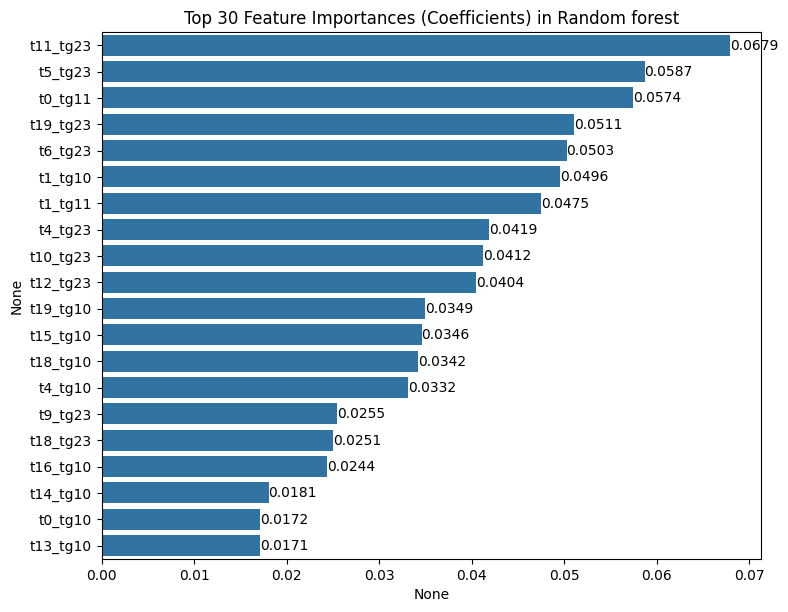 Top 30 Feature Importances (Coefficients) in Random forest
t11_tg23 0.0679
t5_tg23 0.0587
t0_tg11 0.0574
t19_tg23 0.0511
t6_tg23 0.0503
t1_tg10 0.0496
t1_tg11 0.0475
t4_tg23 0.0419
t10_tg23 0.0412
t12_tg23 0.0404
None
t19_tg10 0.0349
t15_tg10 0.0346
t18_tg10 0.0342
t4_tg10 0.0332
t9_tg23 0.0255
t18_tg23 0.0251
t16_tg10 0.0244
t14_tg10 0.0181
t0_tg10 0.0172
t13_tg10 0.0171
0.00 0.01 0.02 0.03 0.04 0.05 0.06 0.07
None